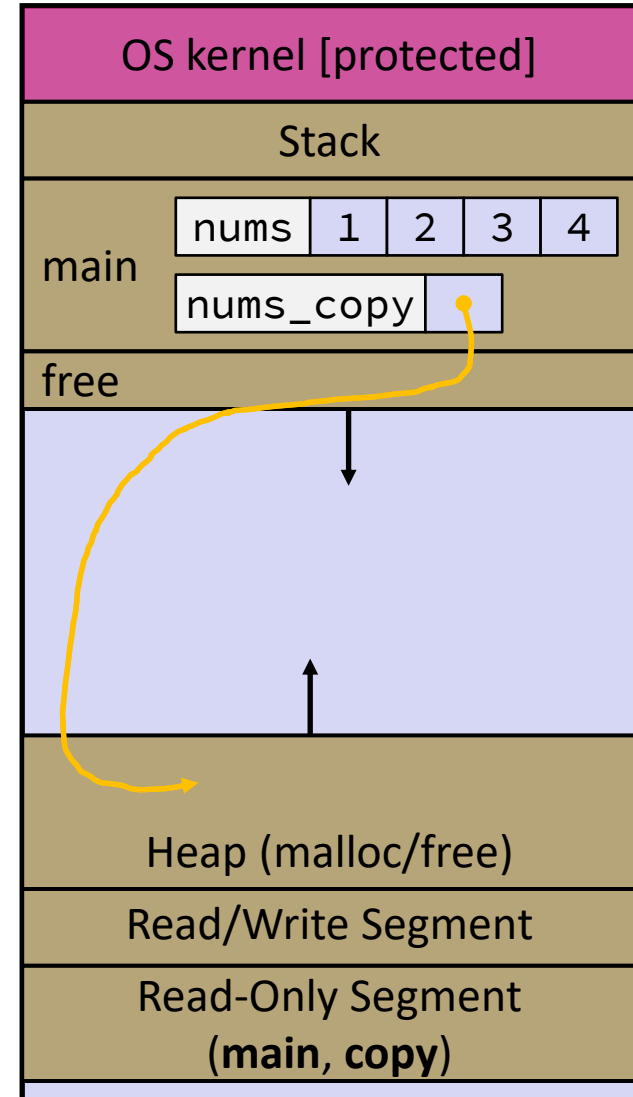 OS kernel [protected]
Stack
main
nums 1 2 3 4
nums_copy
free
Heap (malloc/free)
Read/Write Segment
Read-Only Segment
(main, copy)